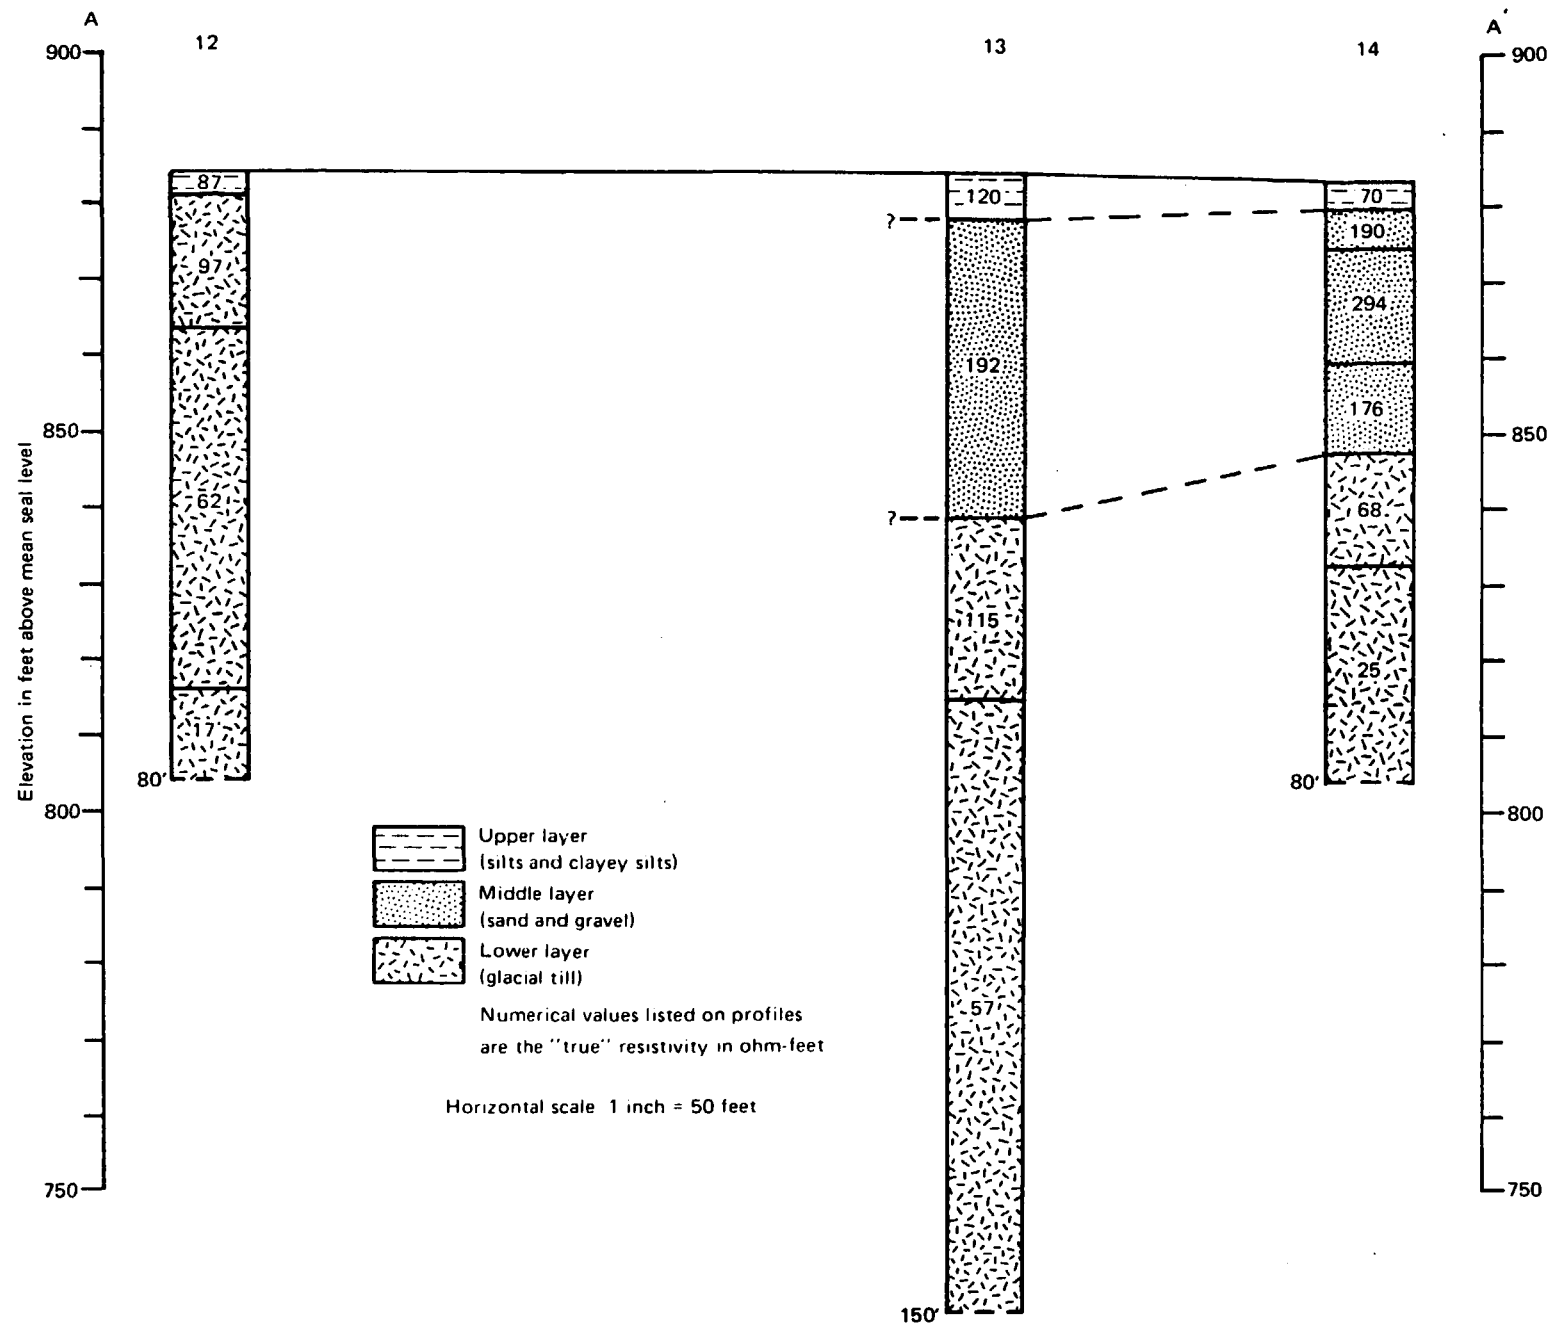 A
A'
12
13
14
900
900
87
120
70
?
190
97
294
192
176
850
850
62
?
68
115
25
17
80'
80'
800
800
Elevation in feet above mean seal level
Upper layer
(silts and clayey silts)
Middle layer
(sand and gravel)
Lower layer
(glacial till)
Numerical values listed on profiles
are the "true" resistivity in ohm-feet
57
Horizontal scale 1 inch = 50 feet
750
750
150'